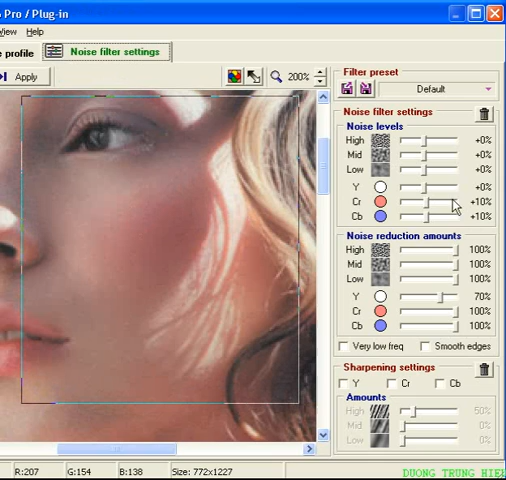 Pro / Plug-in
View Help
e profile Noise filter settings
Apply 200%
Filter preset
Default
Noise filter settings
Noise levels
High +0%
Mid +0%
Low +0%
Y +0%
Cr +10%
Cb +10%
Noise reduction amounts
High 100%
Mid 100%
Low 100%
Y 70%
Cr 100%
Cb 100%
Very low freq Smooth edges
Sharpening settings
Y Cr Cb
Amounts
High 50%
Mid 0%
Low 0%
R:207 G:154 B:138 Size: 772x1227
DUONG TRUNG HIEU